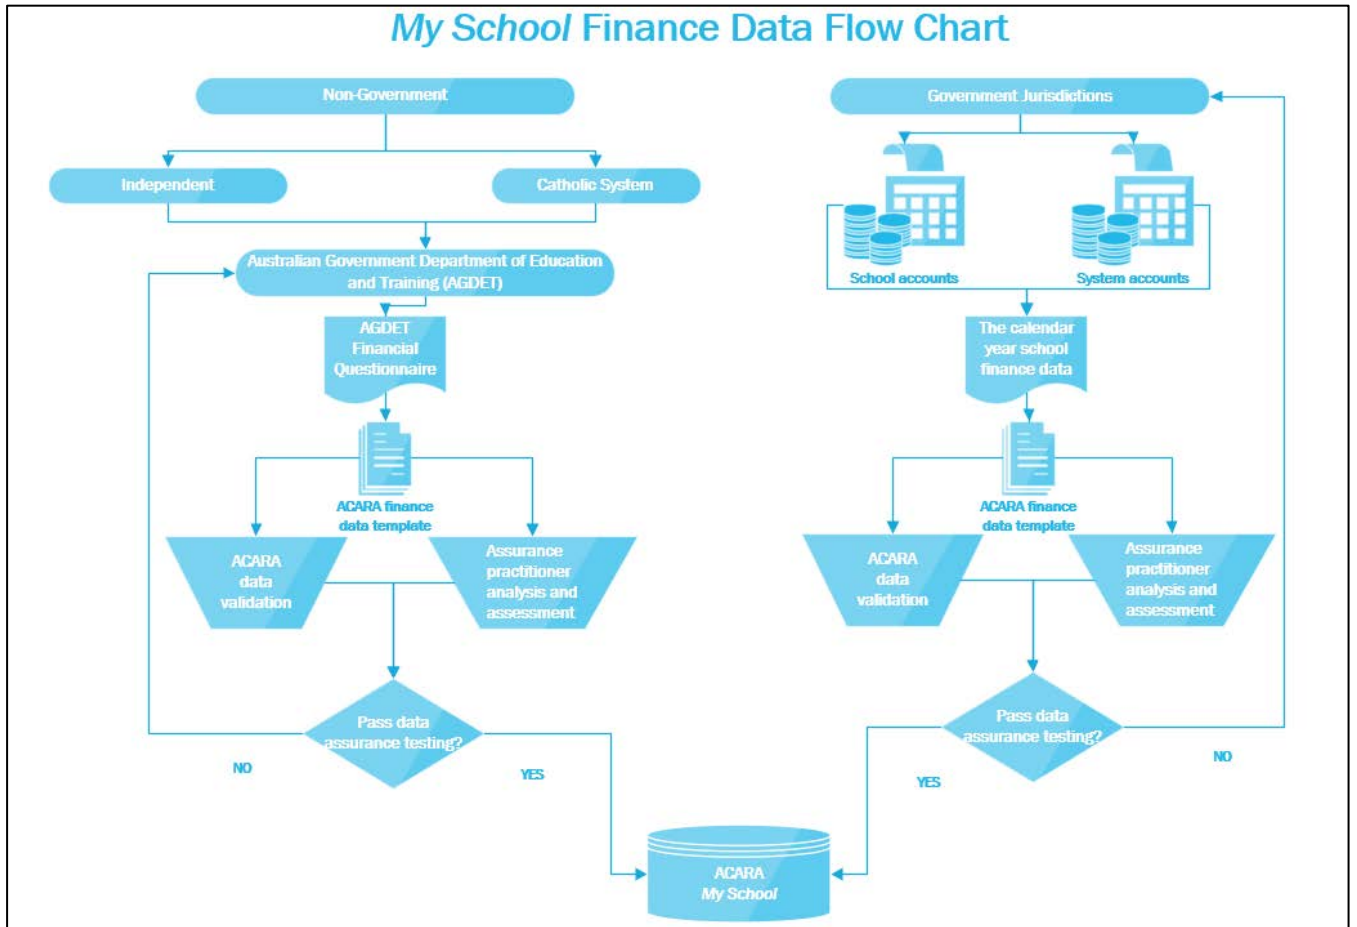 My School Finance Data Flow Chart
Non-Government
Independent
Catholic System
Australian Government Department of Education
and Training (AGDET)
AGDET
Financial
Questionnaire
ACARA finance
data template
ACARA
data
validation
Assurance
practitioner
analysis and
assessment
Pass data
assurance testing?
NO
YES
Government Jurisdictions
School accounts
System accounts
The calendar
year school
finance data
ACARA finance
data template
ACARA
data
validation
Assurance
practitioner
analysis and
assessment
Pass data
assurance testing?
YES
NO
ACARA
My School